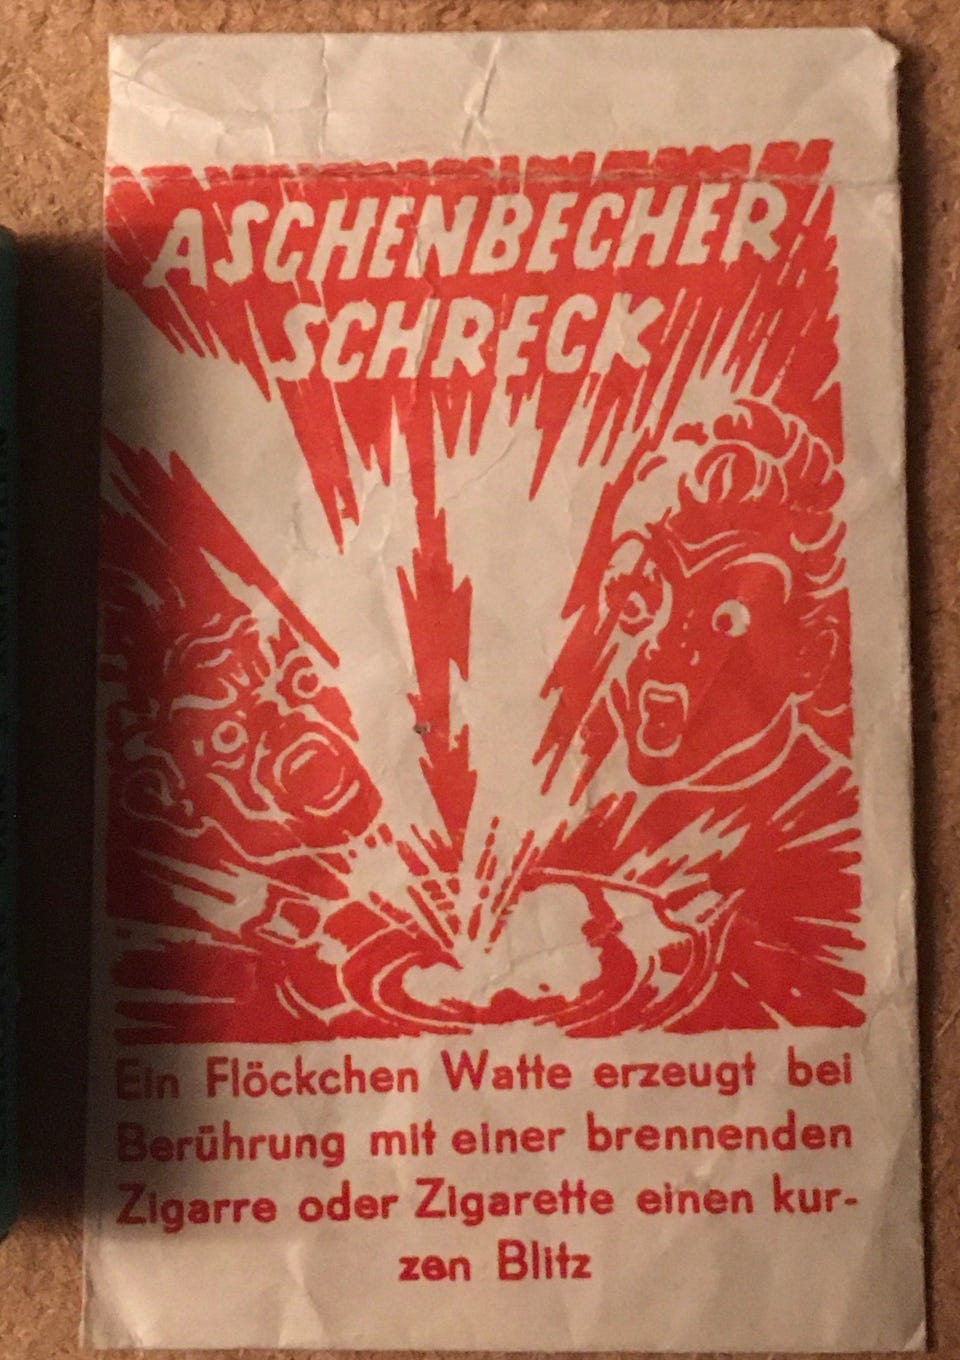 ASCHENBECHER
SCHRECK
Ein Flöckchen Watte erzeugt bei
Berührung mit einer brennenden
Zigarre oder Zigarette einen kur-
zen Blitz